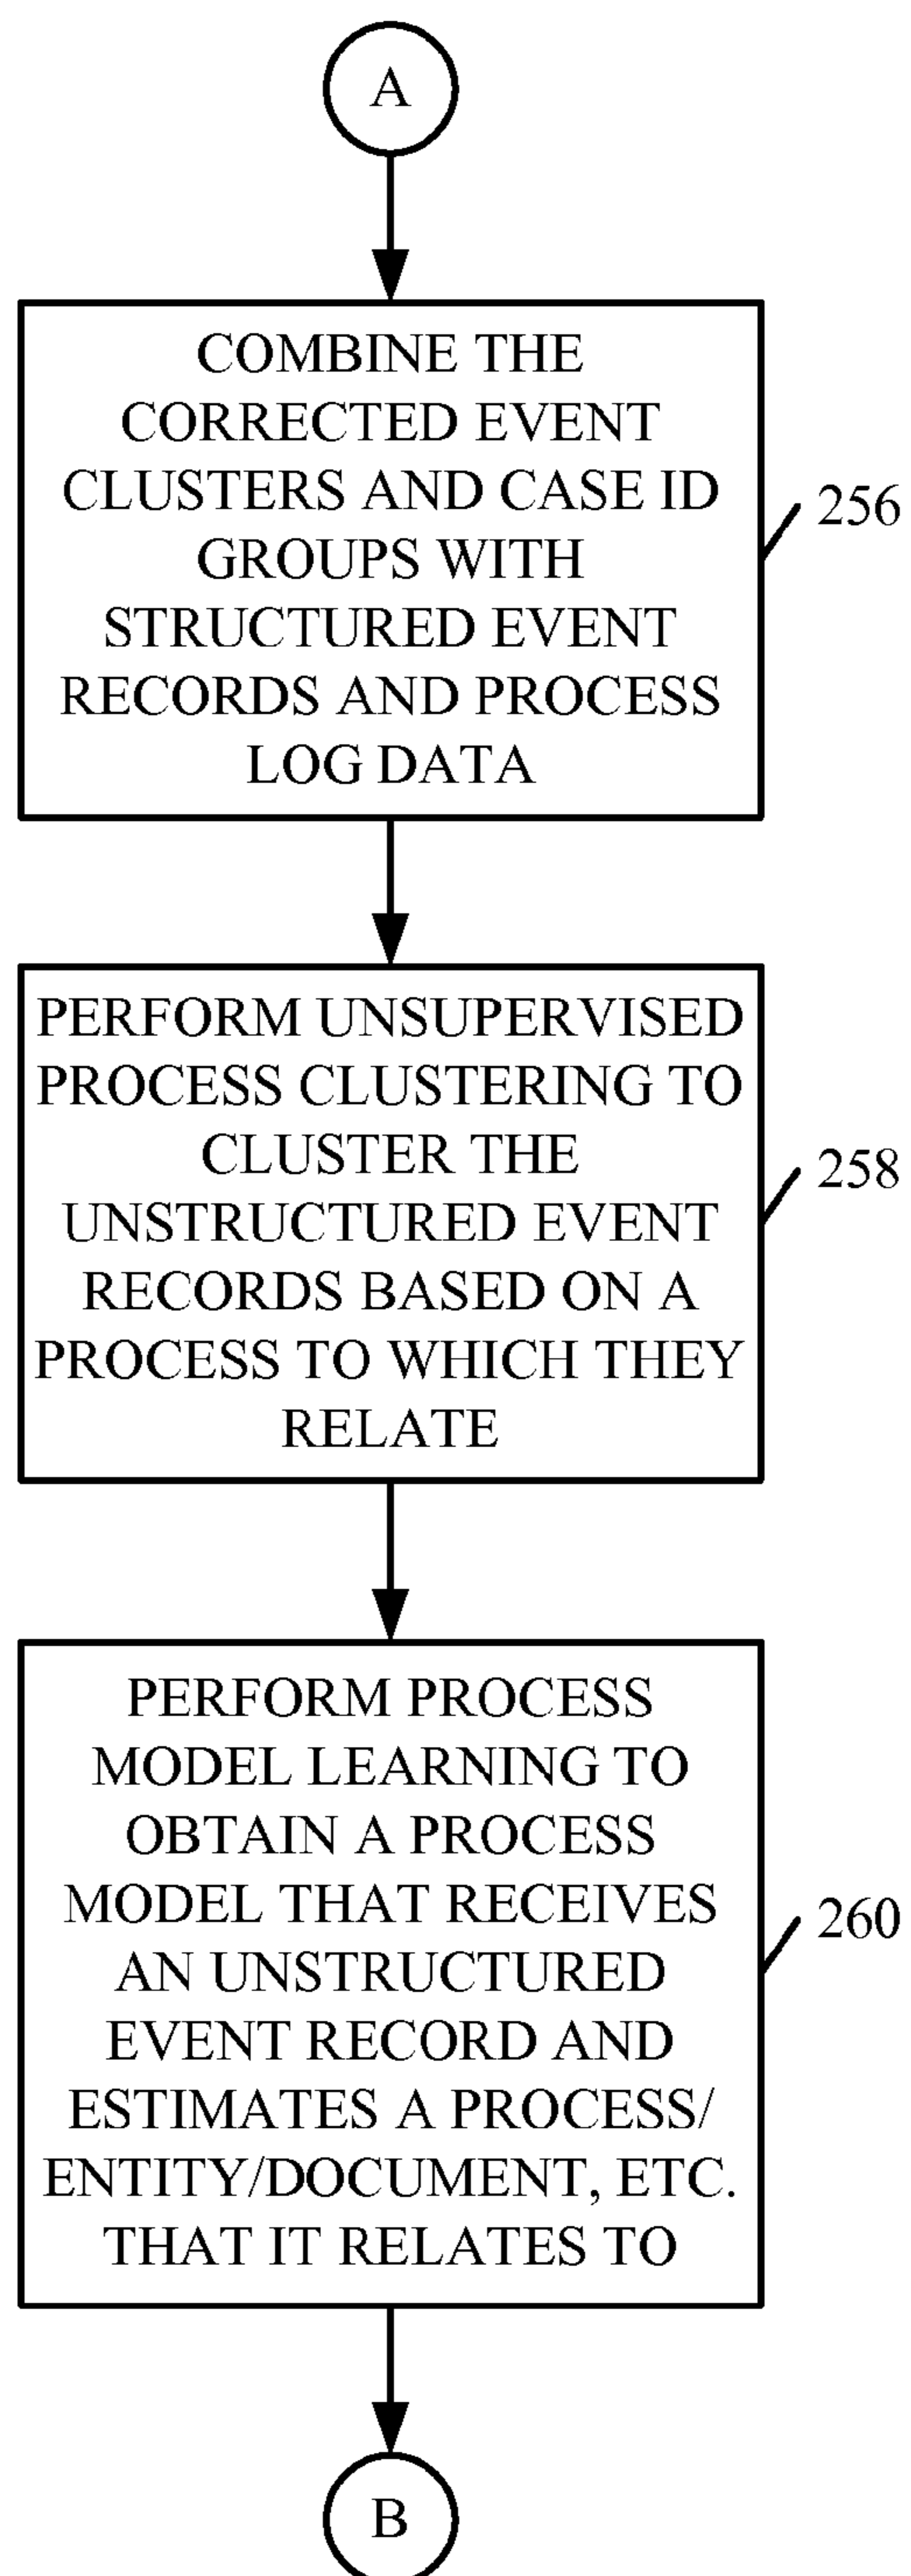 A
COMBINE THE
CORRECTED EVENT
CLUSTERS AND CASE ID
GROUPS WITH
STRUCTURED EVENT
RECORDS AND PROCESS
LOG DATA
256
PERFORM UNSUPERVISED
PROCESS CLUSTERING TO
CLUSTER THE
UNSTRUCTURED EVENT
RECORDS BASED ON A
PROCESS TO WHICH THEY
RELATE
258
PERFORM PROCESS
MODEL LEARNING TO
OBTAIN A PROCESS
MODEL THAT RECEIVES
AN UNSTRUCTURED
EVENT RECORD AND
ESTIMATES A PROCESS/
ENTITY/DOCUMENT, ETC.
THAT IT RELATES TO
260
B